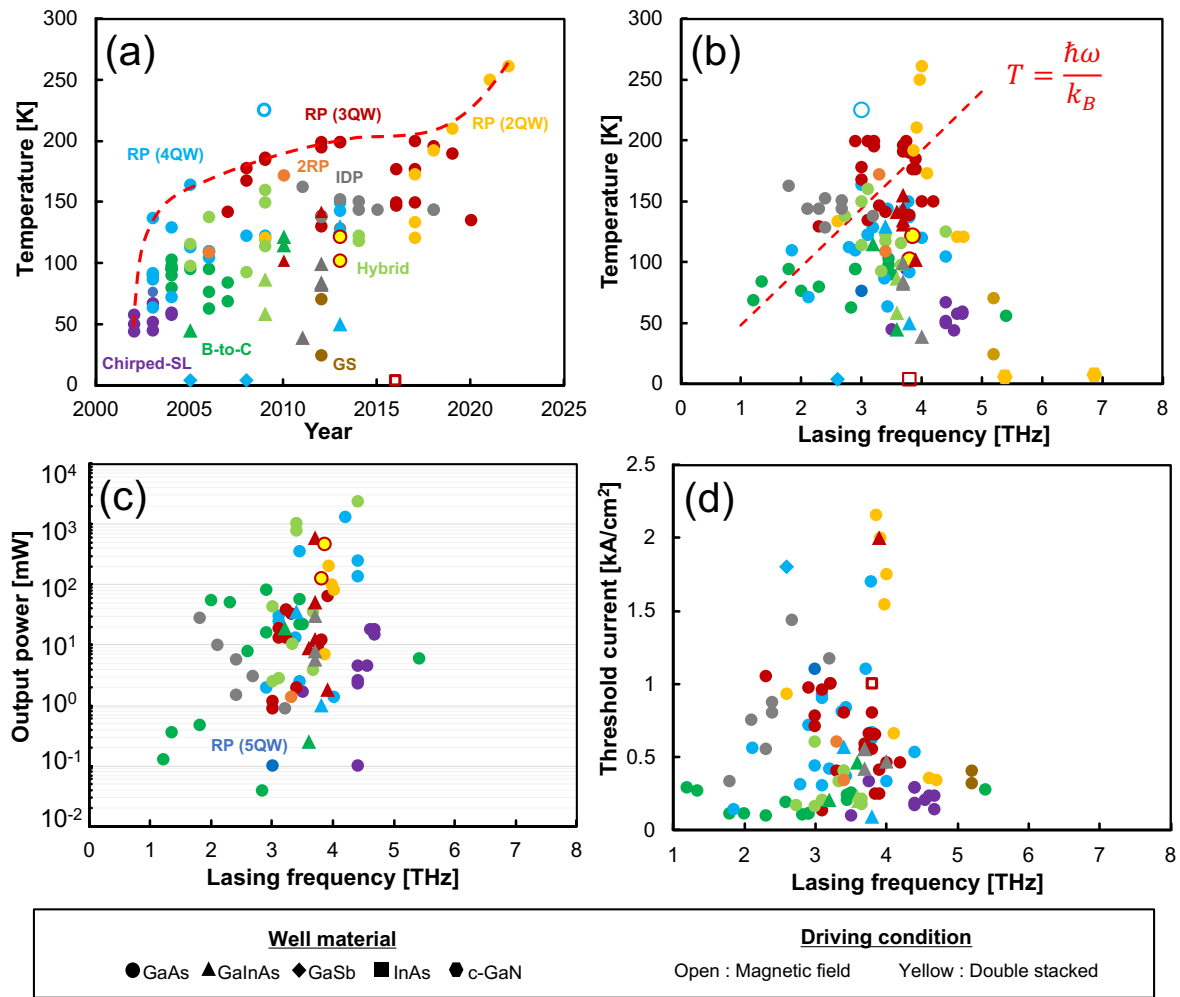 (a)
Temperature [K]
300
250
200
150
100
50
0
RP (3QW)
RP (2QW)
RP (4QW)
2RP
IDP
Hybrid
B-to-C
Chirped-SL
GS
2000 2005 2010 2015 2020 2025
Year
(b)
T = ħω / k_B
Temperature [K]
300
250
200
150
100
50
0
0 1 2 3 4 5 6 7 8
Lasing frequency [THz]
(c)
Output power [mW]
10^4
10^3
10^2
10^1
10^0
10^-1
10^-2
RP (5QW)
0 1 2 3 4 5 6 7 8
Lasing frequency [THz]
(d)
Threshold current [kA/cm²]
2.5
2
1.5
1
0.5
0
1 2 3 4 5 6 7 8
Lasing frequency [THz]
Well material
GaAs GaInAs GaSb InAs c-GaN
Driving condition
Open : Magnetic field Yellow : Double stacked